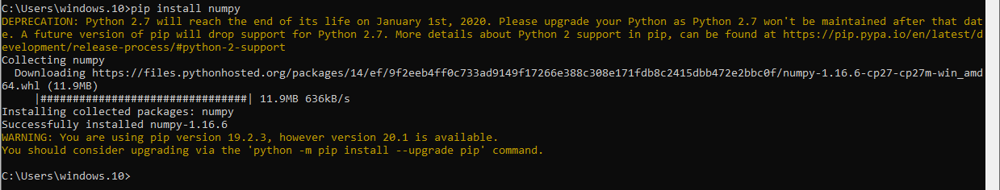 C:\Users\windows.10>pip install numpy
DEPRECATION: Python 2.7 will reach the end of its life on January 1st, 2020. Please upgrade your Python as Python 2.7 won't be maintained after that dat
e. A future version of pip will drop support for Python 2.7. More details about Python 2 support in pip, can be found at https://pip.pypa.io/en/latest/d
evelopment/release-process/#python-2-support
Collecting numpy
  Downloading https://files.pythonhosted.org/packages/14/ef/9f2eeb4ff0c733ad9149f17266e388c308e171fdb8c2415dbb472e2bbc0f/numpy-1.16.6-cp27-cp27m-win_amd
64.whl (11.9MB)
     |################################| 11.9MB 636kB/s
Installing collected packages: numpy
Successfully installed numpy-1.16.6
WARNING: You are using pip version 19.2.3, however version 20.1 is available.
You should consider upgrading via the 'python -m pip install --upgrade pip' command.
C:\Users\windows.10>